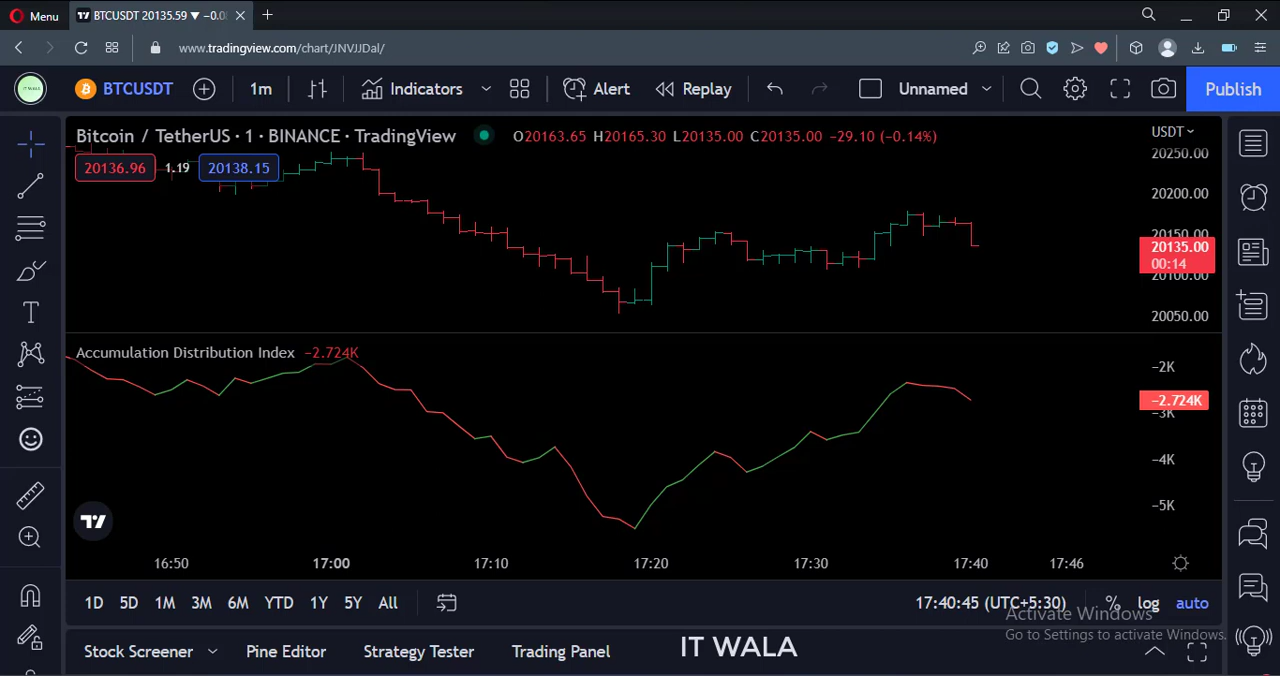 Menu
BTCUSDT 20135.59 ▼ −0.0
www.tradingview.com/chart/JNVJJDal/
IT WALA
BTCUSDT
1m
Indicators
Alert
Replay
Unnamed
Publish
Bitcoin / TetherUS · 1 · BINANCE · TradingView
O20163.65 H20165.30 L20135.00 C20135.00 −29.10 (−0.14%)
USDT
20136.96
1.19
20138.15
20250.00
20200.00
20150.00
20135.00
00:14
20100.00
20050.00
Accumulation Distribution Index −2.724K
−2K
−2.724K
−3K
−4K
−5K
16:50
17:00
17:10
17:20
17:30
17:40
17:46
1D 5D 1M 3M 6M YTD 1Y 5Y All
17:40:45 (UTC+5:30)
% log auto
Activate Windows
Go to Settings to activate Windows.
Stock Screener
Pine Editor
Strategy Tester
Trading Panel
IT WALA